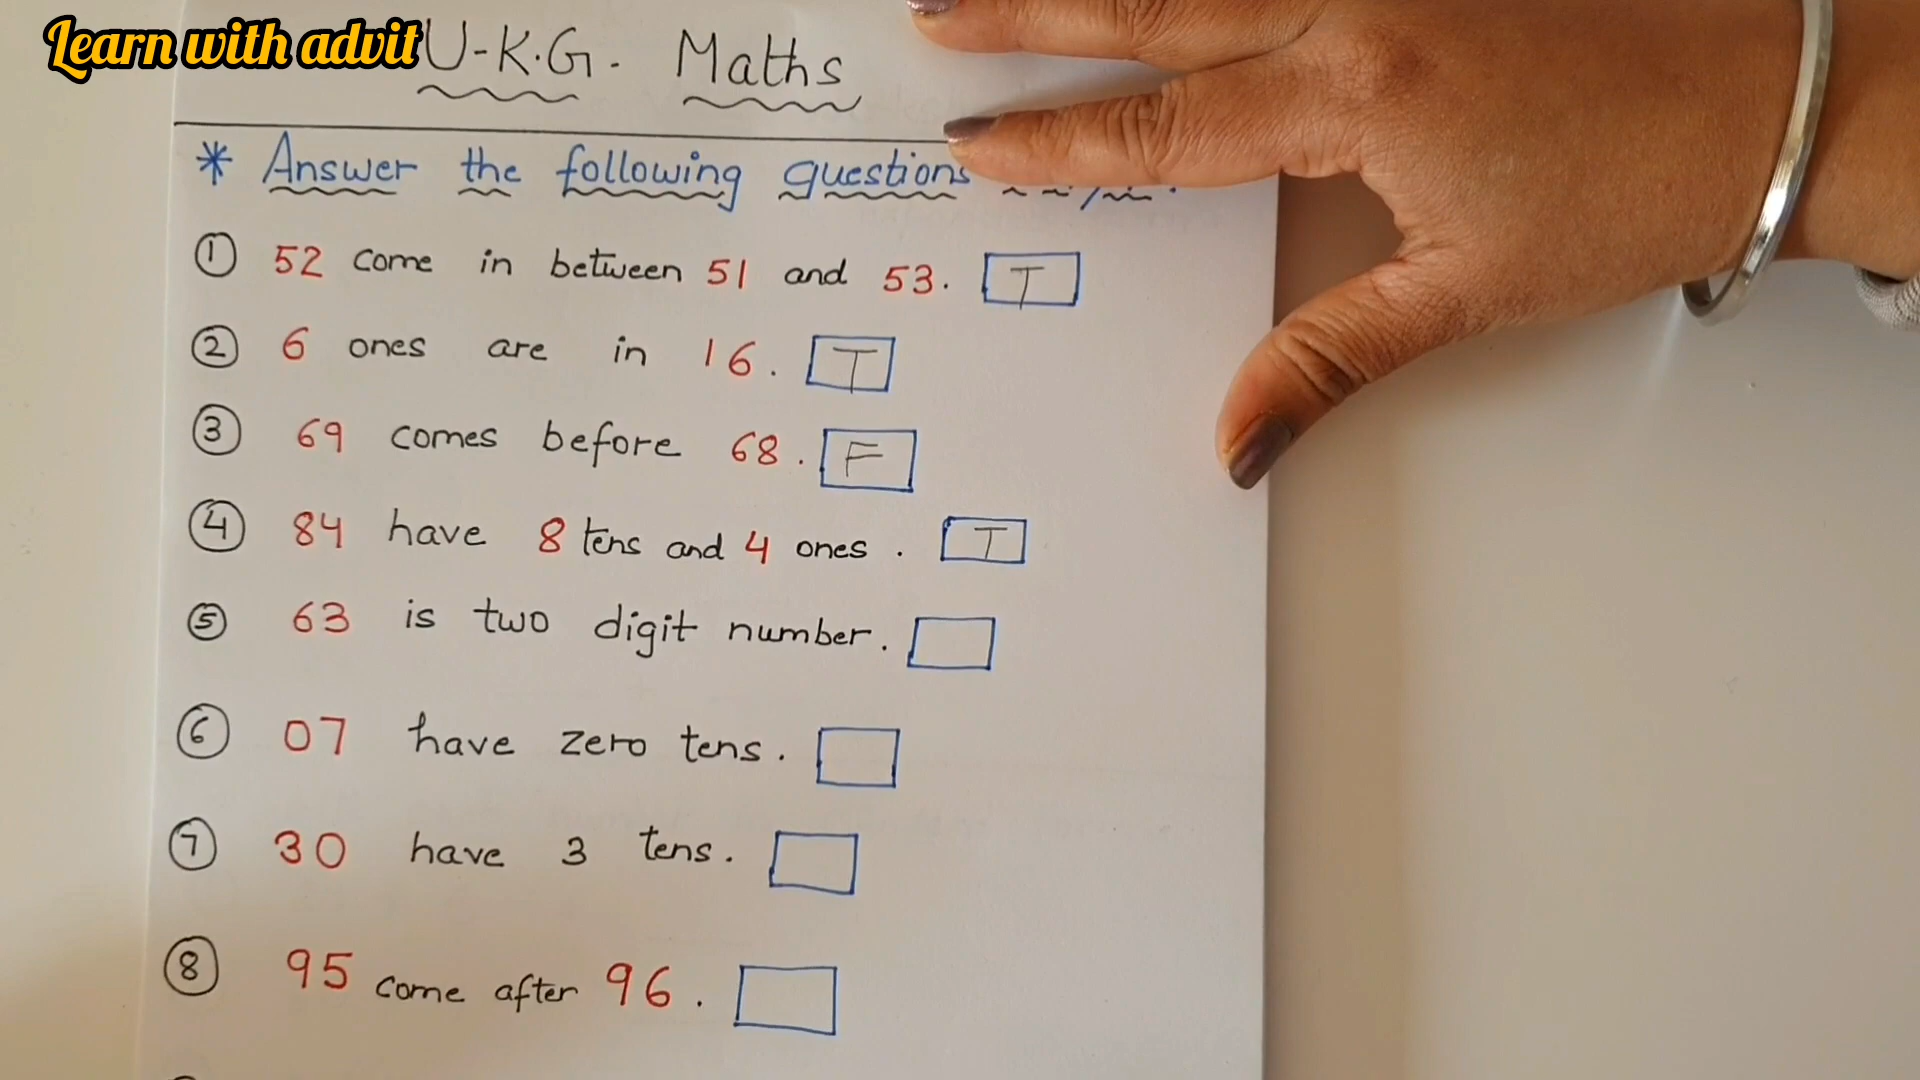 Learn with advit
U-K.G. Maths
* Answer the following questions
① 52 come in between 51 and 53. T
② 6 ones are in 16. T
③ 69 comes before 68. F
④ 84 have 8 tens and 4 ones. T
⑤ 63 is two digit number.
⑥ 07 have zero tens.
⑦ 30 have 3 tens.
⑧ 95 come after 96.